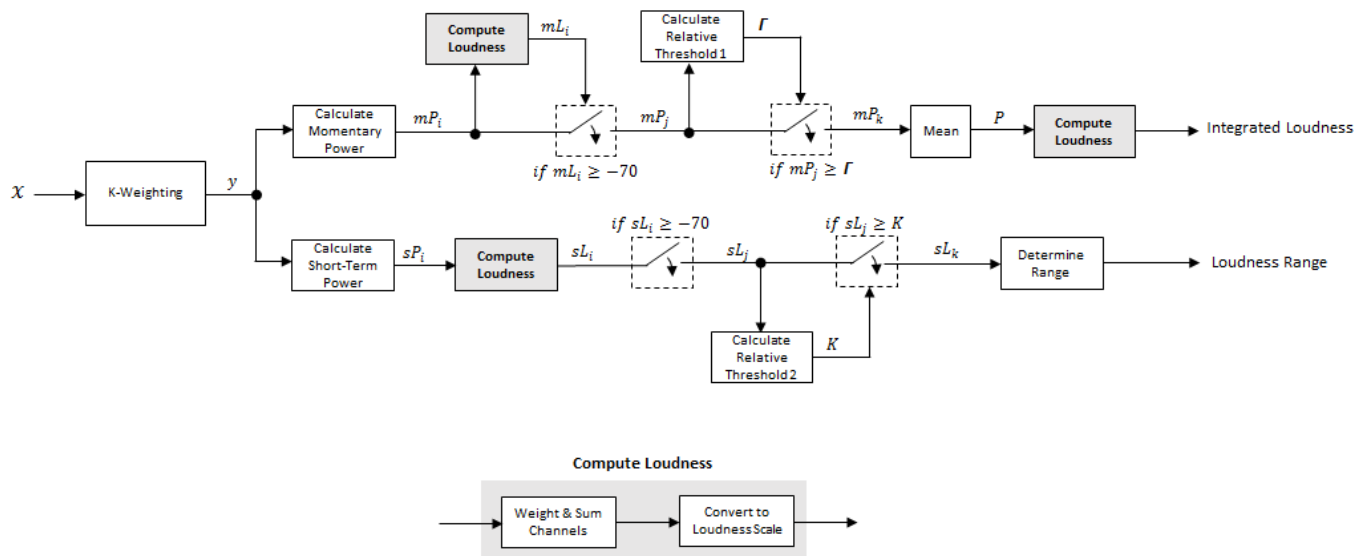 Compute
Loudness
mL_i
Calculate
Relative
Threshold 1
Γ
Calculate
Momentary
Power
mP_i
mP_j
mP_k
Mean
P
Compute
Loudness
Integrated Loudness
if mL_i ≥ −70
if mP_j ≥ Γ
x
K-Weighting
y
Calculate
Short-Term
Power
sP_i
Compute
Loudness
sL_i
if sL_i ≥ −70
sL_j
if sL_j ≥ K
sL_k
Determine
Range
Loudness Range
Calculate
Relative
Threshold 2
K
Compute Loudness
Weight & Sum
Channels
Convert to
Loudness Scale